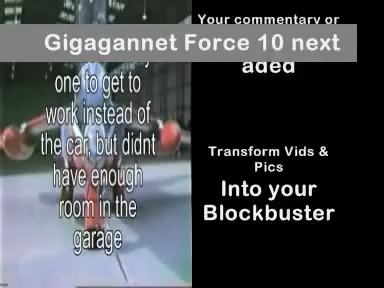 Your commentary or
Gigagannet Force 10 next
aded
one to get to
work instead of
the car, but didnt
have enough
room in the
garage
Transform Vids &
Pics
Into your
Blockbuster